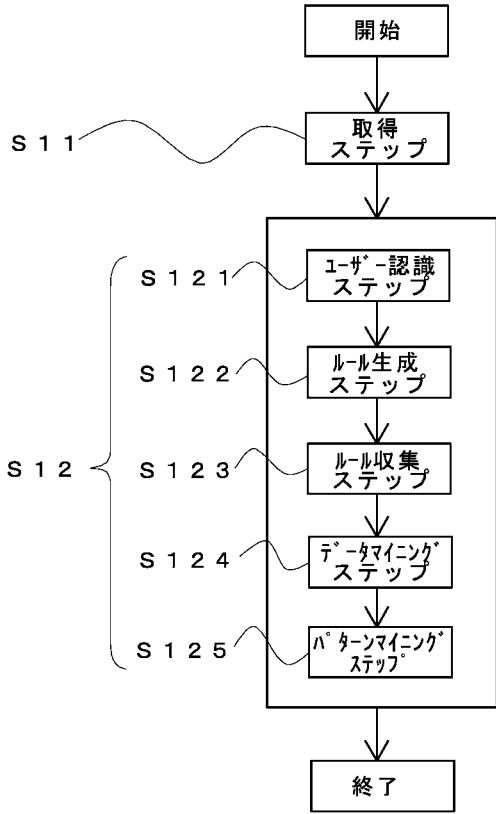 開始
S11
取得
ステップ
S12
S121
ﾕｰｻﾞｰ認識
ステップ
S122
ﾙｰﾙ生成
ステップ
S123
ﾙｰﾙ収集
ステップ
S124
ﾃﾞｰﾀﾏｲﾆﾝｸﾞ
ステップ
S125
ﾊﾟﾀｰﾝﾏｲﾆﾝｸﾞ
ｽﾃｯﾌﾟ
終了